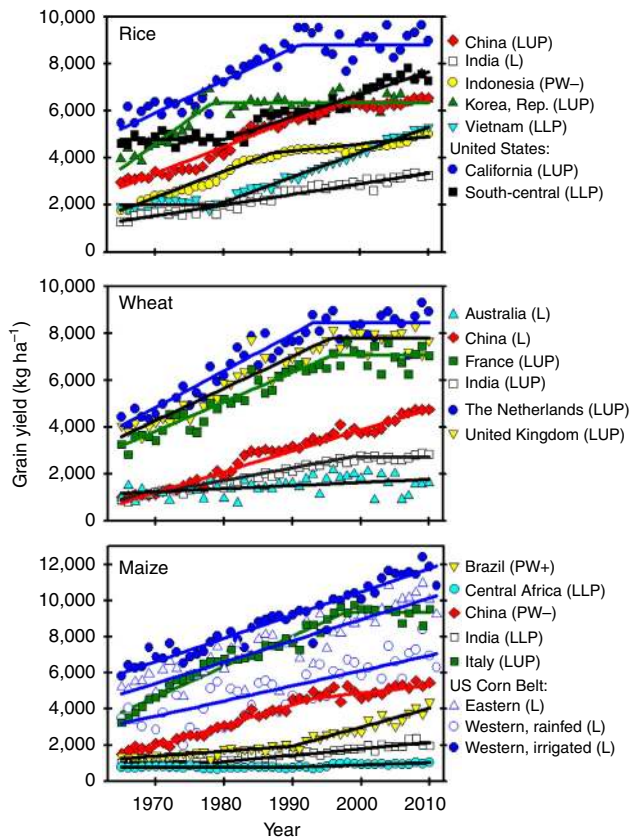 Rice
10,000
8,000
6,000
4,000
2,000
0
China (LUP)
India (L)
Indonesia (PW–)
Korea, Rep. (LUP)
Vietnam (LLP)
United States:
California (LUP)
South-central (LLP)
Wheat
10,000
8,000
6,000
4,000
2,000
0
Australia (L)
China (L)
France (LUP)
India (LUP)
The Netherlands (LUP)
United Kingdom (LUP)
Grain yield (kg ha⁻¹)
Maize
12,000
10,000
8,000
6,000
4,000
2,000
0
Brazil (PW+)
Central Africa (LLP)
China (PW–)
India (LLP)
Italy (LUP)
US Corn Belt:
Eastern (L)
Western, rainfed (L)
Western, irrigated (L)
1970 1980 1990 2000 2010
Year